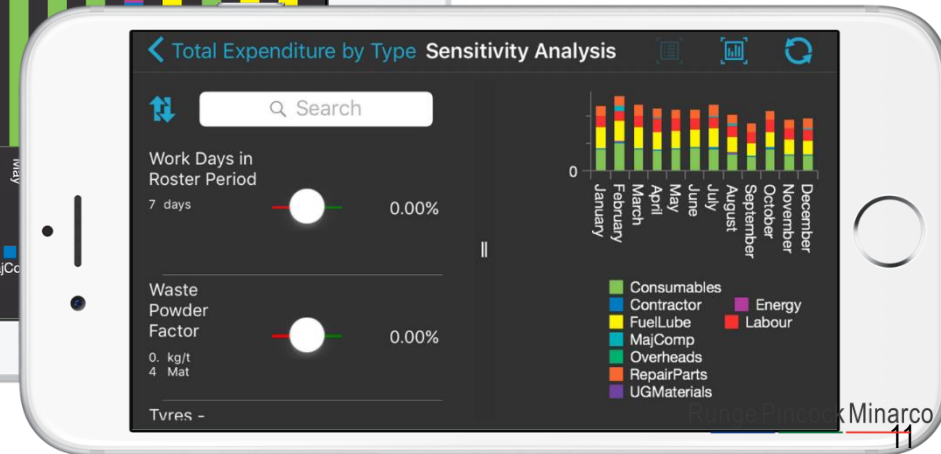 Total Expenditure by Type Sensitivity Analysis
Search
Work Days in
Roster Period
7 days
0.00%
Waste
Powder
Factor
0. kg/t
4 Mat
0.00%
Tyres -
0
January
February
March
April
May
June
July
August
September
October
November
December
Consumables
Contractor
Energy
FuelLube
Labour
MajComp
Overheads
RepairParts
UGMaterials
May
Runge Pincock Minarco
11